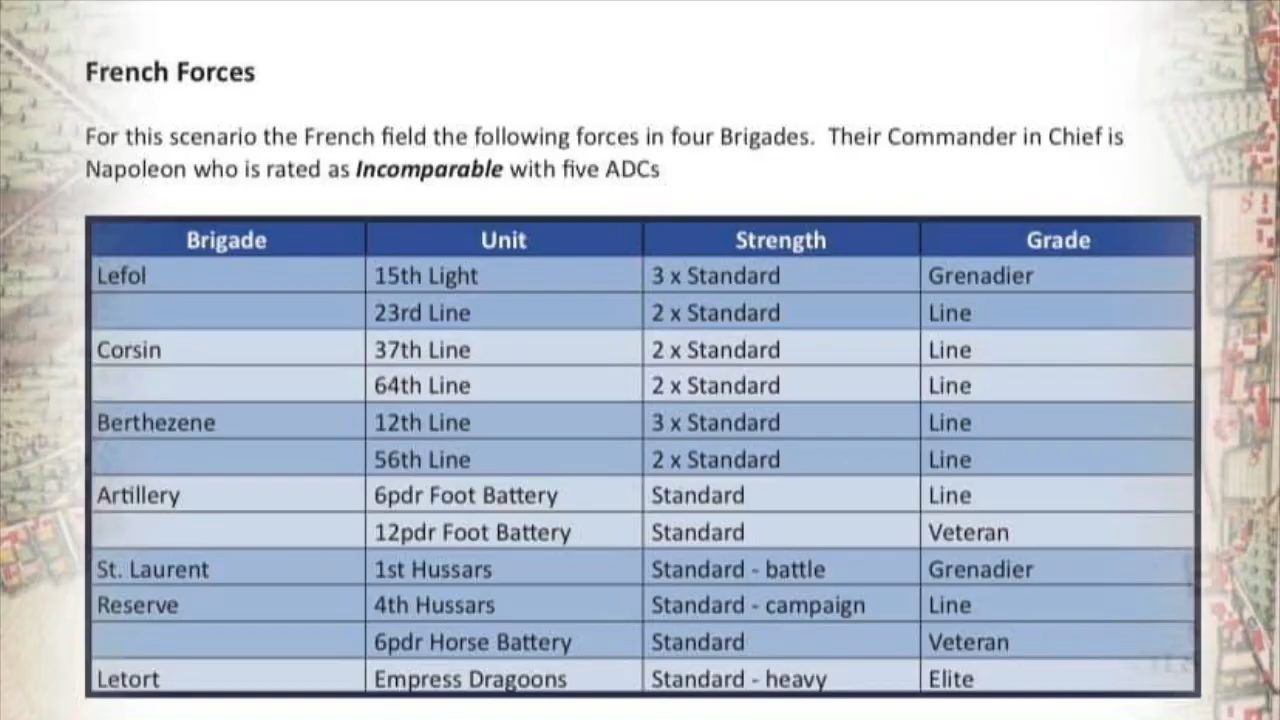 French Forces
For this scenario the French field the following forces in four Brigades. Their Commander in Chief is
Napoleon who is rated as Incomparable with five ADCs
Brigade Unit Strength Grade
Lefol 15th Light 3 x Standard Grenadier
23rd Line 2 x Standard Line
Corsin 37th Line 2 x Standard Line
64th Line 2 x Standard Line
Berthezene 12th Line 3 x Standard Line
56th Line 2 x Standard Line
Artillery 6pdr Foot Battery Standard Line
12pdr Foot Battery Standard Veteran
St. Laurent 1st Hussars Standard - battle Grenadier
Reserve 4th Hussars Standard - campaign Line
6pdr Horse Battery Standard Veteran
Letort Empress Dragoons Standard - heavy Elite